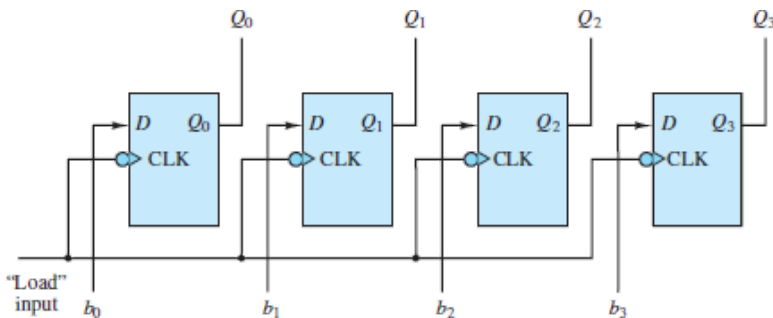 Q0 Q1 Q2 Q3
D Q0 D Q1 D Q2 D Q3
CLK CLK CLK CLK
"Load"
input b0 b1 b2 b3